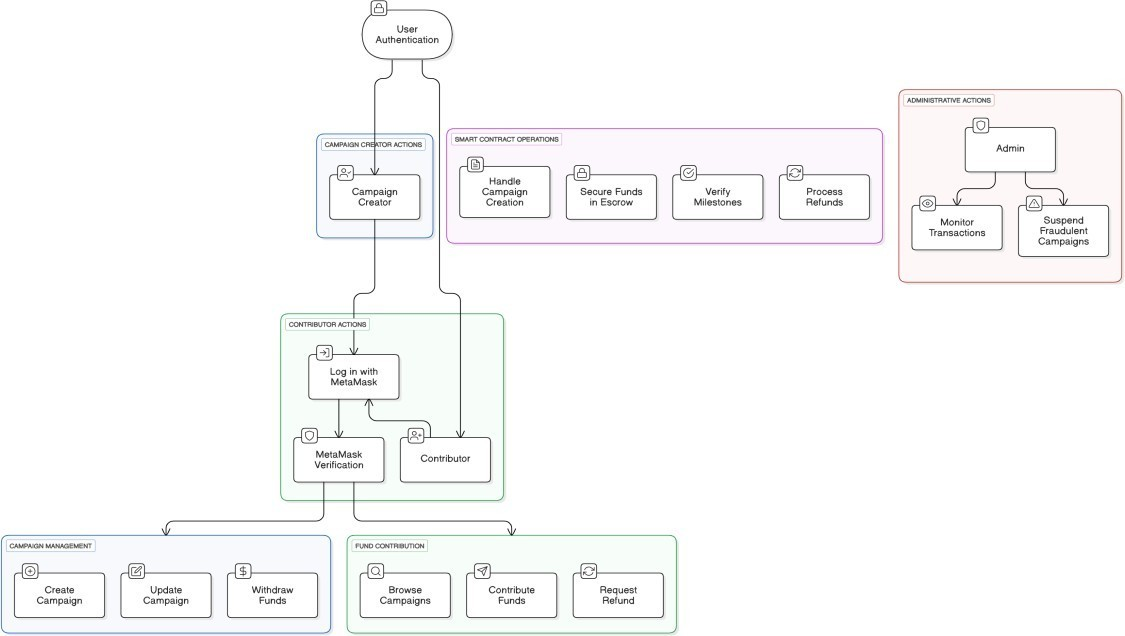 User
Authentication
ADMINISTRATIVE ACTIONS
Admin
Monitor
Transactions
Suspend
Fraudulent
Campaigns
CAMPAIGN CREATOR ACTIONS
Campaign
Creator
SMART CONTRACT OPERATIONS
Handle
Campaign
Creation
Secure Funds
in Escrow
Verify
Milestones
Process
Refunds
CONTRIBUTOR ACTIONS
Log in with
MetaMask
MetaMask
Verification
Contributor
CAMPAIGN MANAGEMENT
Create
Campaign
Update
Campaign
Withdraw
Funds
FUND CONTRIBUTION
Browse
Campaigns
Contribute
Funds
Request
Refund